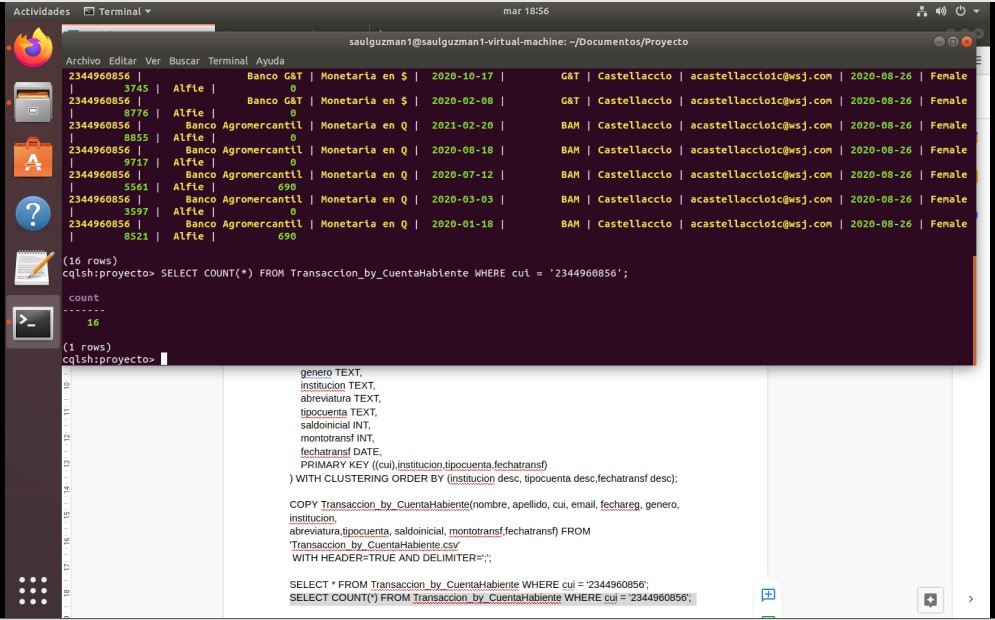 Actividades Terminal mar 18:56
saulguzman1@saulguzman1-virtual-machine: ~/Documentos/Proyecto
Archivo Editar Ver Buscar Terminal Ayuda
2344960856 | Banco G&T | Monetaria en $ | 2020-10-17 | G&T | Castellaccio | acastellaccio1c@wsj.com | 2020-08-26 | Female
| 3745 | Alfie | 0
2344960856 | Banco G&T | Monetaria en $ | 2020-02-08 | G&T | Castellaccio | acastellaccio1c@wsj.com | 2020-08-26 | Female
| 8776 | Alfie | 0
2344960856 | Banco Agromercantil | Monetaria en Q | 2021-02-20 | BAM | Castellaccio | acastellaccio1c@wsj.com | 2020-08-26 | Female
| 8855 | Alfie | 0
2344960856 | Banco Agromercantil | Monetaria en Q | 2020-08-18 | BAM | Castellaccio | acastellaccio1c@wsj.com | 2020-08-26 | Female
| 9717 | Alfie | 0
2344960856 | Banco Agromercantil | Monetaria en Q | 2020-07-12 | BAM | Castellaccio | acastellaccio1c@wsj.com | 2020-08-26 | Female
| 5561 | Alfie | 690
2344960856 | Banco Agromercantil | Monetaria en Q | 2020-03-03 | BAM | Castellaccio | acastellaccio1c@wsj.com | 2020-08-26 | Female
| 3597 | Alfie | 0
2344960856 | Banco Agromercantil | Monetaria en Q | 2020-01-18 | BAM | Castellaccio | acastellaccio1c@wsj.com | 2020-08-26 | Female
| 8521 | Alfie | 690
(16 rows)
cqlsh:proyecto> SELECT COUNT(*) FROM Transaccion_by_CuentaHabiente WHERE cui = '2344960856';
count
-------
16
(1 rows)
cqlsh:proyecto>
genero TEXT,
institucion TEXT,
abreviatura TEXT,
tipocuenta TEXT,
saldoinicial INT,
montotransf INT,
fechatransf DATE,
PRIMARY KEY ((cui),institucion,tipocuenta,fechatransf)
) WITH CLUSTERING ORDER BY (institucion desc, tipocuenta desc,fechatransf desc);
COPY Transaccion_by_CuentaHabiente(nombre, apellido, cui, email, fechareg, genero,
institucion,
abreviatura,tipocuenta, saldoinicial, montotransf,fechatransf) FROM
'Transaccion_by_CuentaHabiente.csv'
WITH HEADER=TRUE AND DELIMITER=';';
SELECT * FROM Transaccion_by_CuentaHabiente WHERE cui = '2344960856';
SELECT COUNT(*) FROM Transaccion_by_CuentaHabiente WHERE cui = '2344960856';
10
11
12
13
14
15
16
17
18